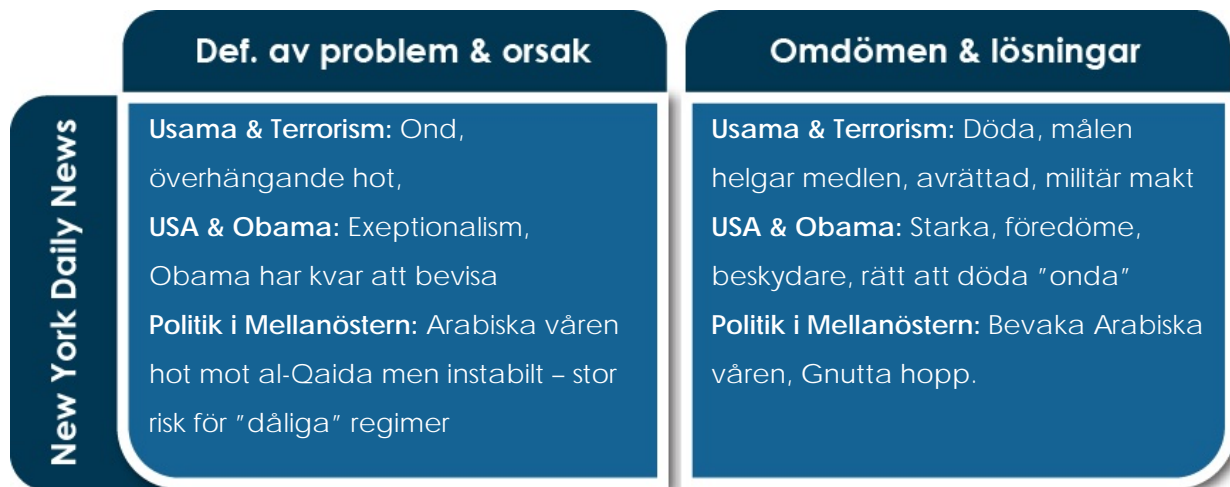 Def. av problem & orsak
Omdömen & lösningar
New York Daily News
Usama & Terrorism: Ond,
överhängande hot,
USA & Obama: Exeptionalism,
Obama har kvar att bevisa
Politik i Mellanöstern: Arabiska våren
hot mot al-Qaida men instabilt – stor
risk för "dåliga" regimer
Usama & Terrorism: Döda, målen
helgar medlen, avrättad, militär makt
USA & Obama: Starka, föredöme,
beskydare, rätt att döda "onda"
Politik i Mellanöstern: Bevaka Arabiska
våren, Gnutta hopp.